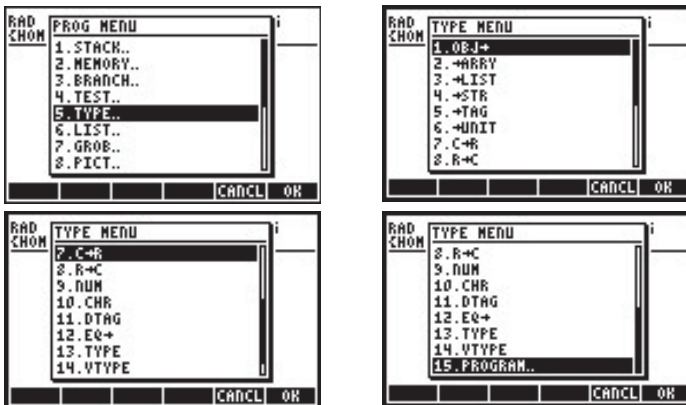 RAD
{HOM
PROG MENU
i
1.STACK..
2.MEMORY..
3.BRANCH..
4.TEST..
5.TYPE..
6.LIST..
7.GROB..
8.PICT..
CANCL OK
RAD
{HOM
TYPE MENU
i
1.OBJ→
2.→ARRY
3.→LIST
4.→STR
5.→TAG
6.→UNIT
7.C→R
8.R→C
CANCL OK
RAD
{HOM
TYPE MENU
i
7.C→R
8.R→C
9.NUM
10.CHR
11.DTAG
12.EQ→
13.TYPE
14.VTYPE
CANCL OK
RAD
{HOM
TYPE MENU
i
8.R→C
9.NUM
10.CHR
11.DTAG
12.EQ→
13.TYPE
14.VTYPE
15.PROGRAM..
CANCL OK